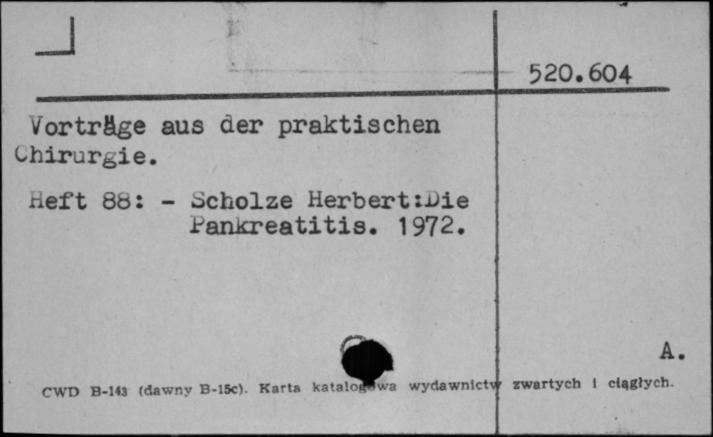 520.604
Vorträge aus der praktischen
Chirurgie.
Heft 88: - Scholze Herbert:Die
Pankreatitis. 1972.
A.
CWD B-143 (dawny B-15c). Karta katalogowa wydawnictw zwartych i ciągłych.